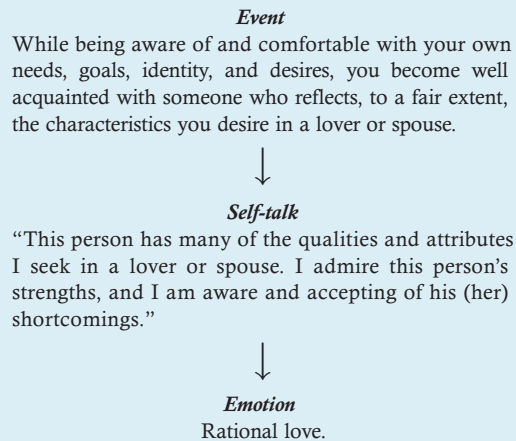 Event
While being aware of and comfortable with your own
needs, goals, identity, and desires, you become well
acquainted with someone who reflects, to a fair extent,
the characteristics you desire in a lover or spouse.
Self-talk
“This person has many of the qualities and attributes
I seek in a lover or spouse. I admire this person’s
strengths, and I am aware and accepting of his (her)
shortcomings.”
Emotion
Rational love.